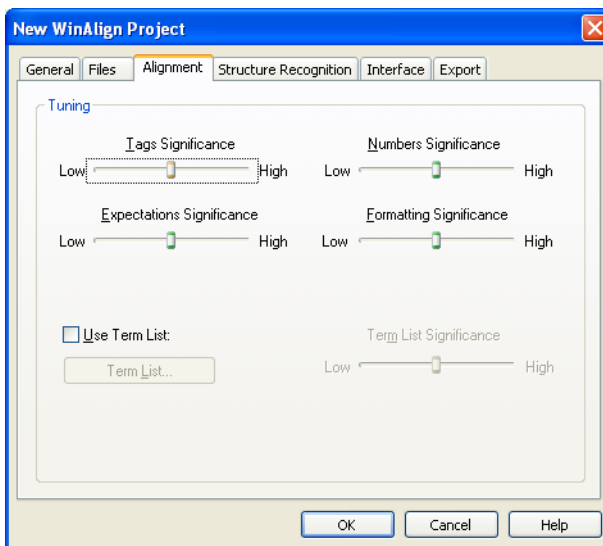 New WinAlign Project
General Files Alignment Structure Recognition Interface Export
Tuning
Tags Significance Numbers Significance
Low High Low High
Expectations Significance Formatting Significance
Low High Low High
Use Term List: Term List Significance
Term List... Low High
OK Cancel Help